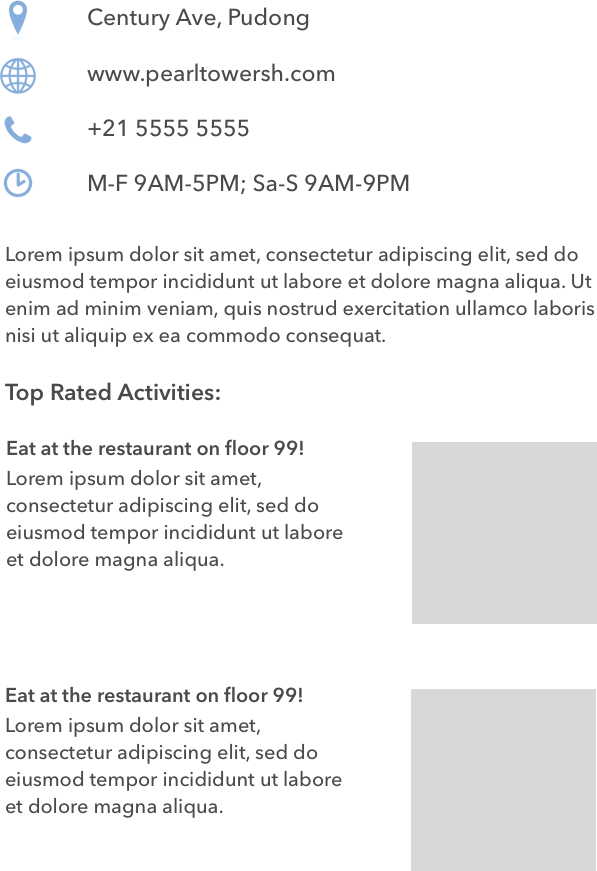 Century Ave, Pudong
www.pearltowersh.com
+21 5555 5555
M-F 9AM-5PM; Sa-S 9AM-9PM
Lorem ipsum dolor sit amet, consectetur adipiscing elit, sed do
eiusmod tempor incididunt ut labore et dolore magna aliqua. Ut
enim ad minim veniam, quis nostrud exercitation ullamco laboris
nisi ut aliquip ex ea commodo consequat.
Top Rated Activities:
Eat at the restaurant on floor 99!
Lorem ipsum dolor sit amet,
consectetur adipiscing elit, sed do
eiusmod tempor incididunt ut labore
et dolore magna aliqua.
Eat at the restaurant on floor 99!
Lorem ipsum dolor sit amet,
consectetur adipiscing elit, sed do
eiusmod tempor incididunt ut labore
et dolore magna aliqua.